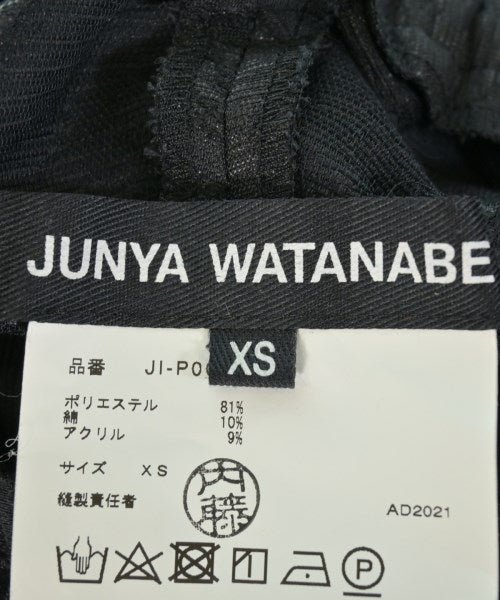 JUNYA WATANABE
XS
品番 JI-P0
ポリエステル 81%
綿 10%
アクリル 9%
サイズ XS
縫製責任者 内藤
AD2021
P